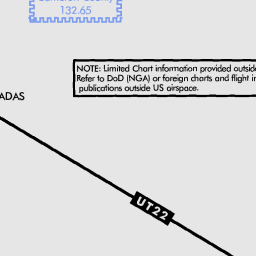 132.65
NOTE: Limited Chart information provided outside
Refer to DoD (NGA) or foreign charts and flight in
publications outside US airspace.
ADAS
UT22